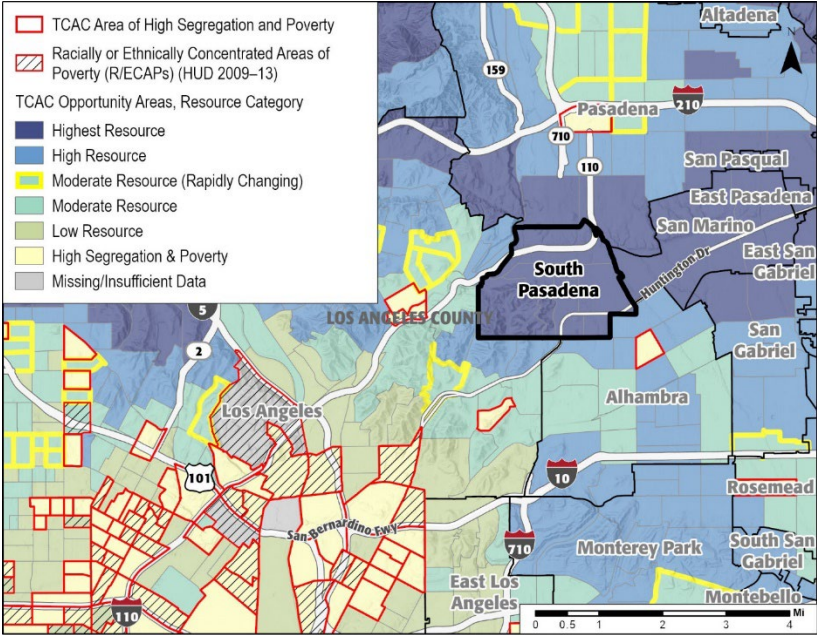 TCAC Area of High Segregation and Poverty
Racially or Ethnically Concentrated Areas of
Poverty (R/ECAPs) (HUD 2009–13)
TCAC Opportunity Areas, Resource Category
Highest Resource
High Resource
Moderate Resource (Rapidly Changing)
Moderate Resource
Low Resource
High Segregation & Poverty
Missing/Insufficient Data
Altadena
N
159
Pasadena
210
710
110
San Pasqual
East Pasadena
San Marino
East San
Gabriel
Huntington Dr
South
Pasadena
5
LOS ANGELES COUNTY
2
San
Gabriel
Los Angeles
Alhambra
101
10
Rosemead
San Bernardino Fwy
710
Monterey Park
South San
Gabriel
East Los
Angeles
Montebello
110
0 0.5 1 2 3 4 Mi